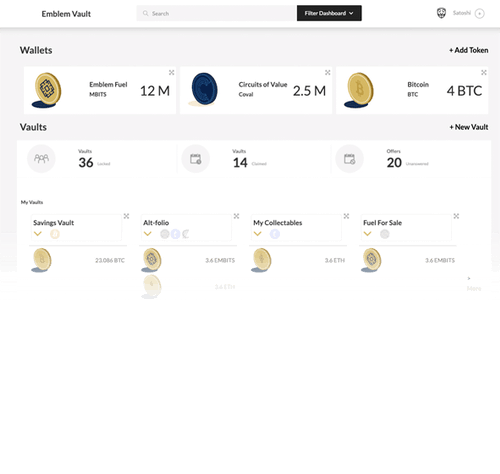 Emblem Vault Search Filter Dashboard Satoshi
Wallets + Add Token
Emblem Fuel Circuits of Value Bitcoin
MBITS 12 M Coval 2.5 M BTC 4 BTC
Vaults + New Vault
Vaults Vaults Offers
36 Locked 14 Claimed 20 Unanswered
My Vaults
Savings Vault Alt-folio My Collectables Fuel For Sale
23.086 BTC 3.6 EMBITS 3.6 ETH 3.6 EMBITS
3.6 ETH